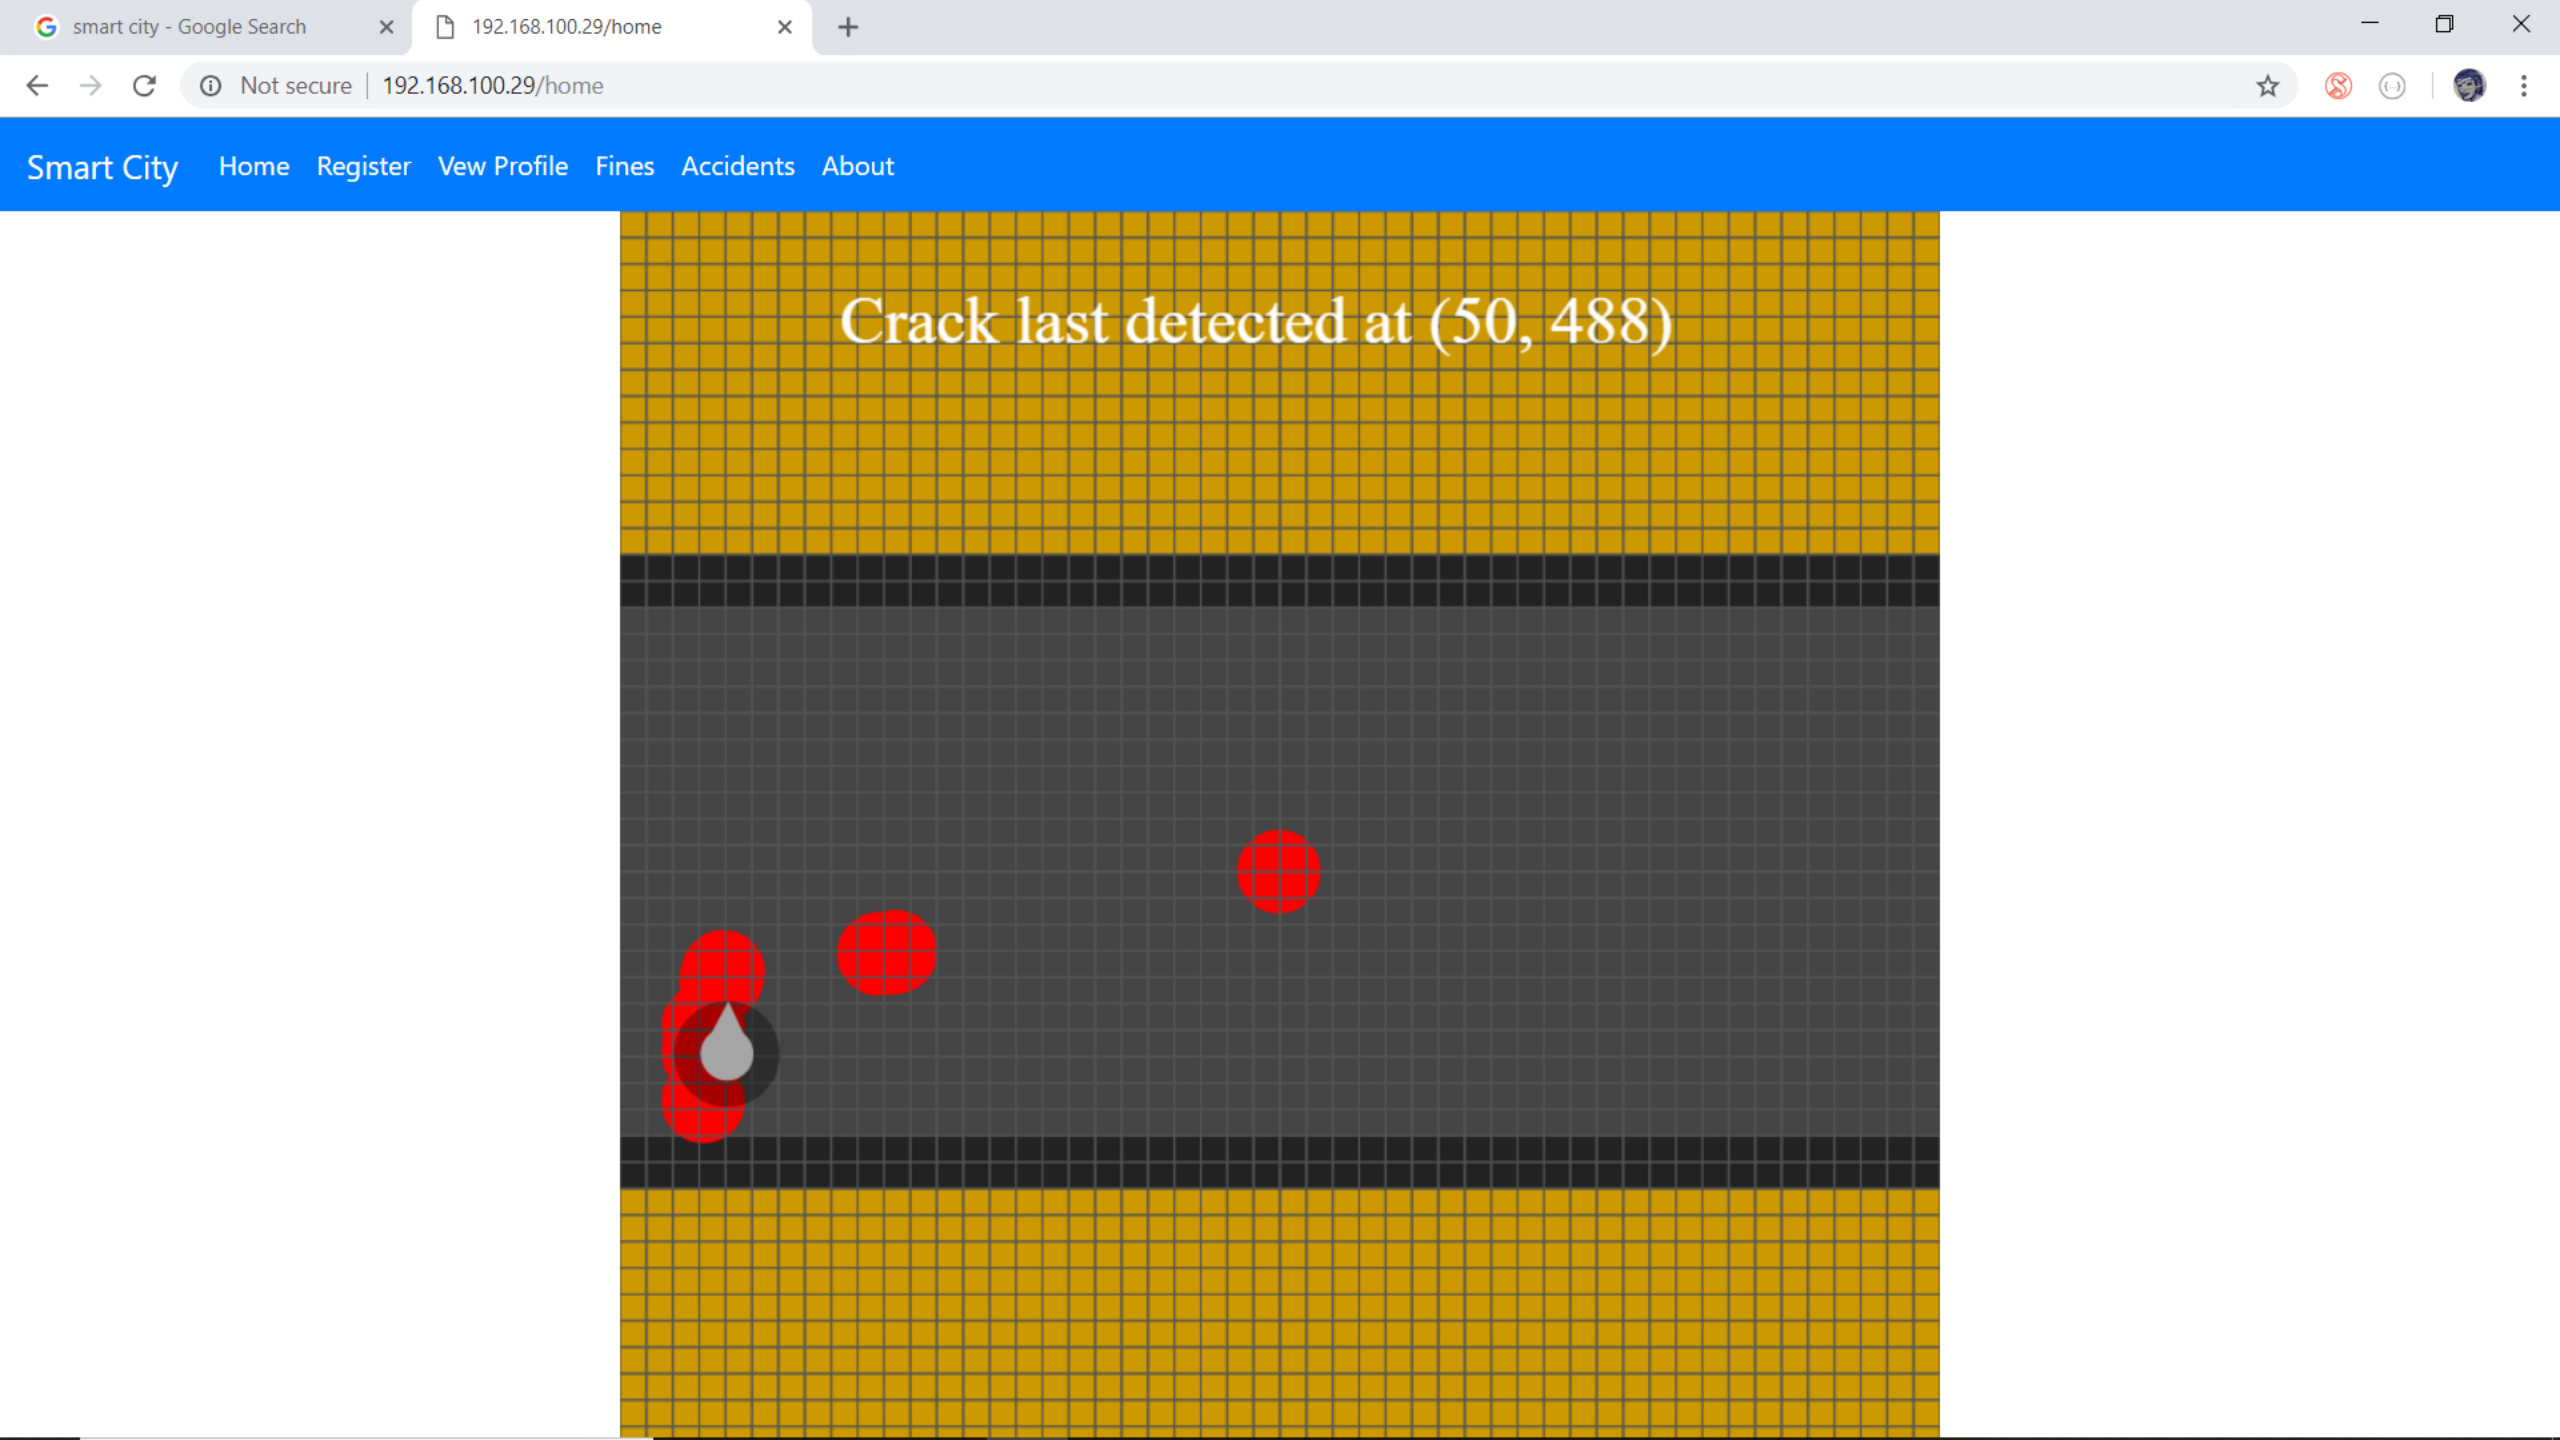 smart city - Google Search
192.168.100.29/home
Not secure
192.168.100.29/home
Smart City Home Register Vew Profile Fines Accidents About
Crack last detected at (50, 488)